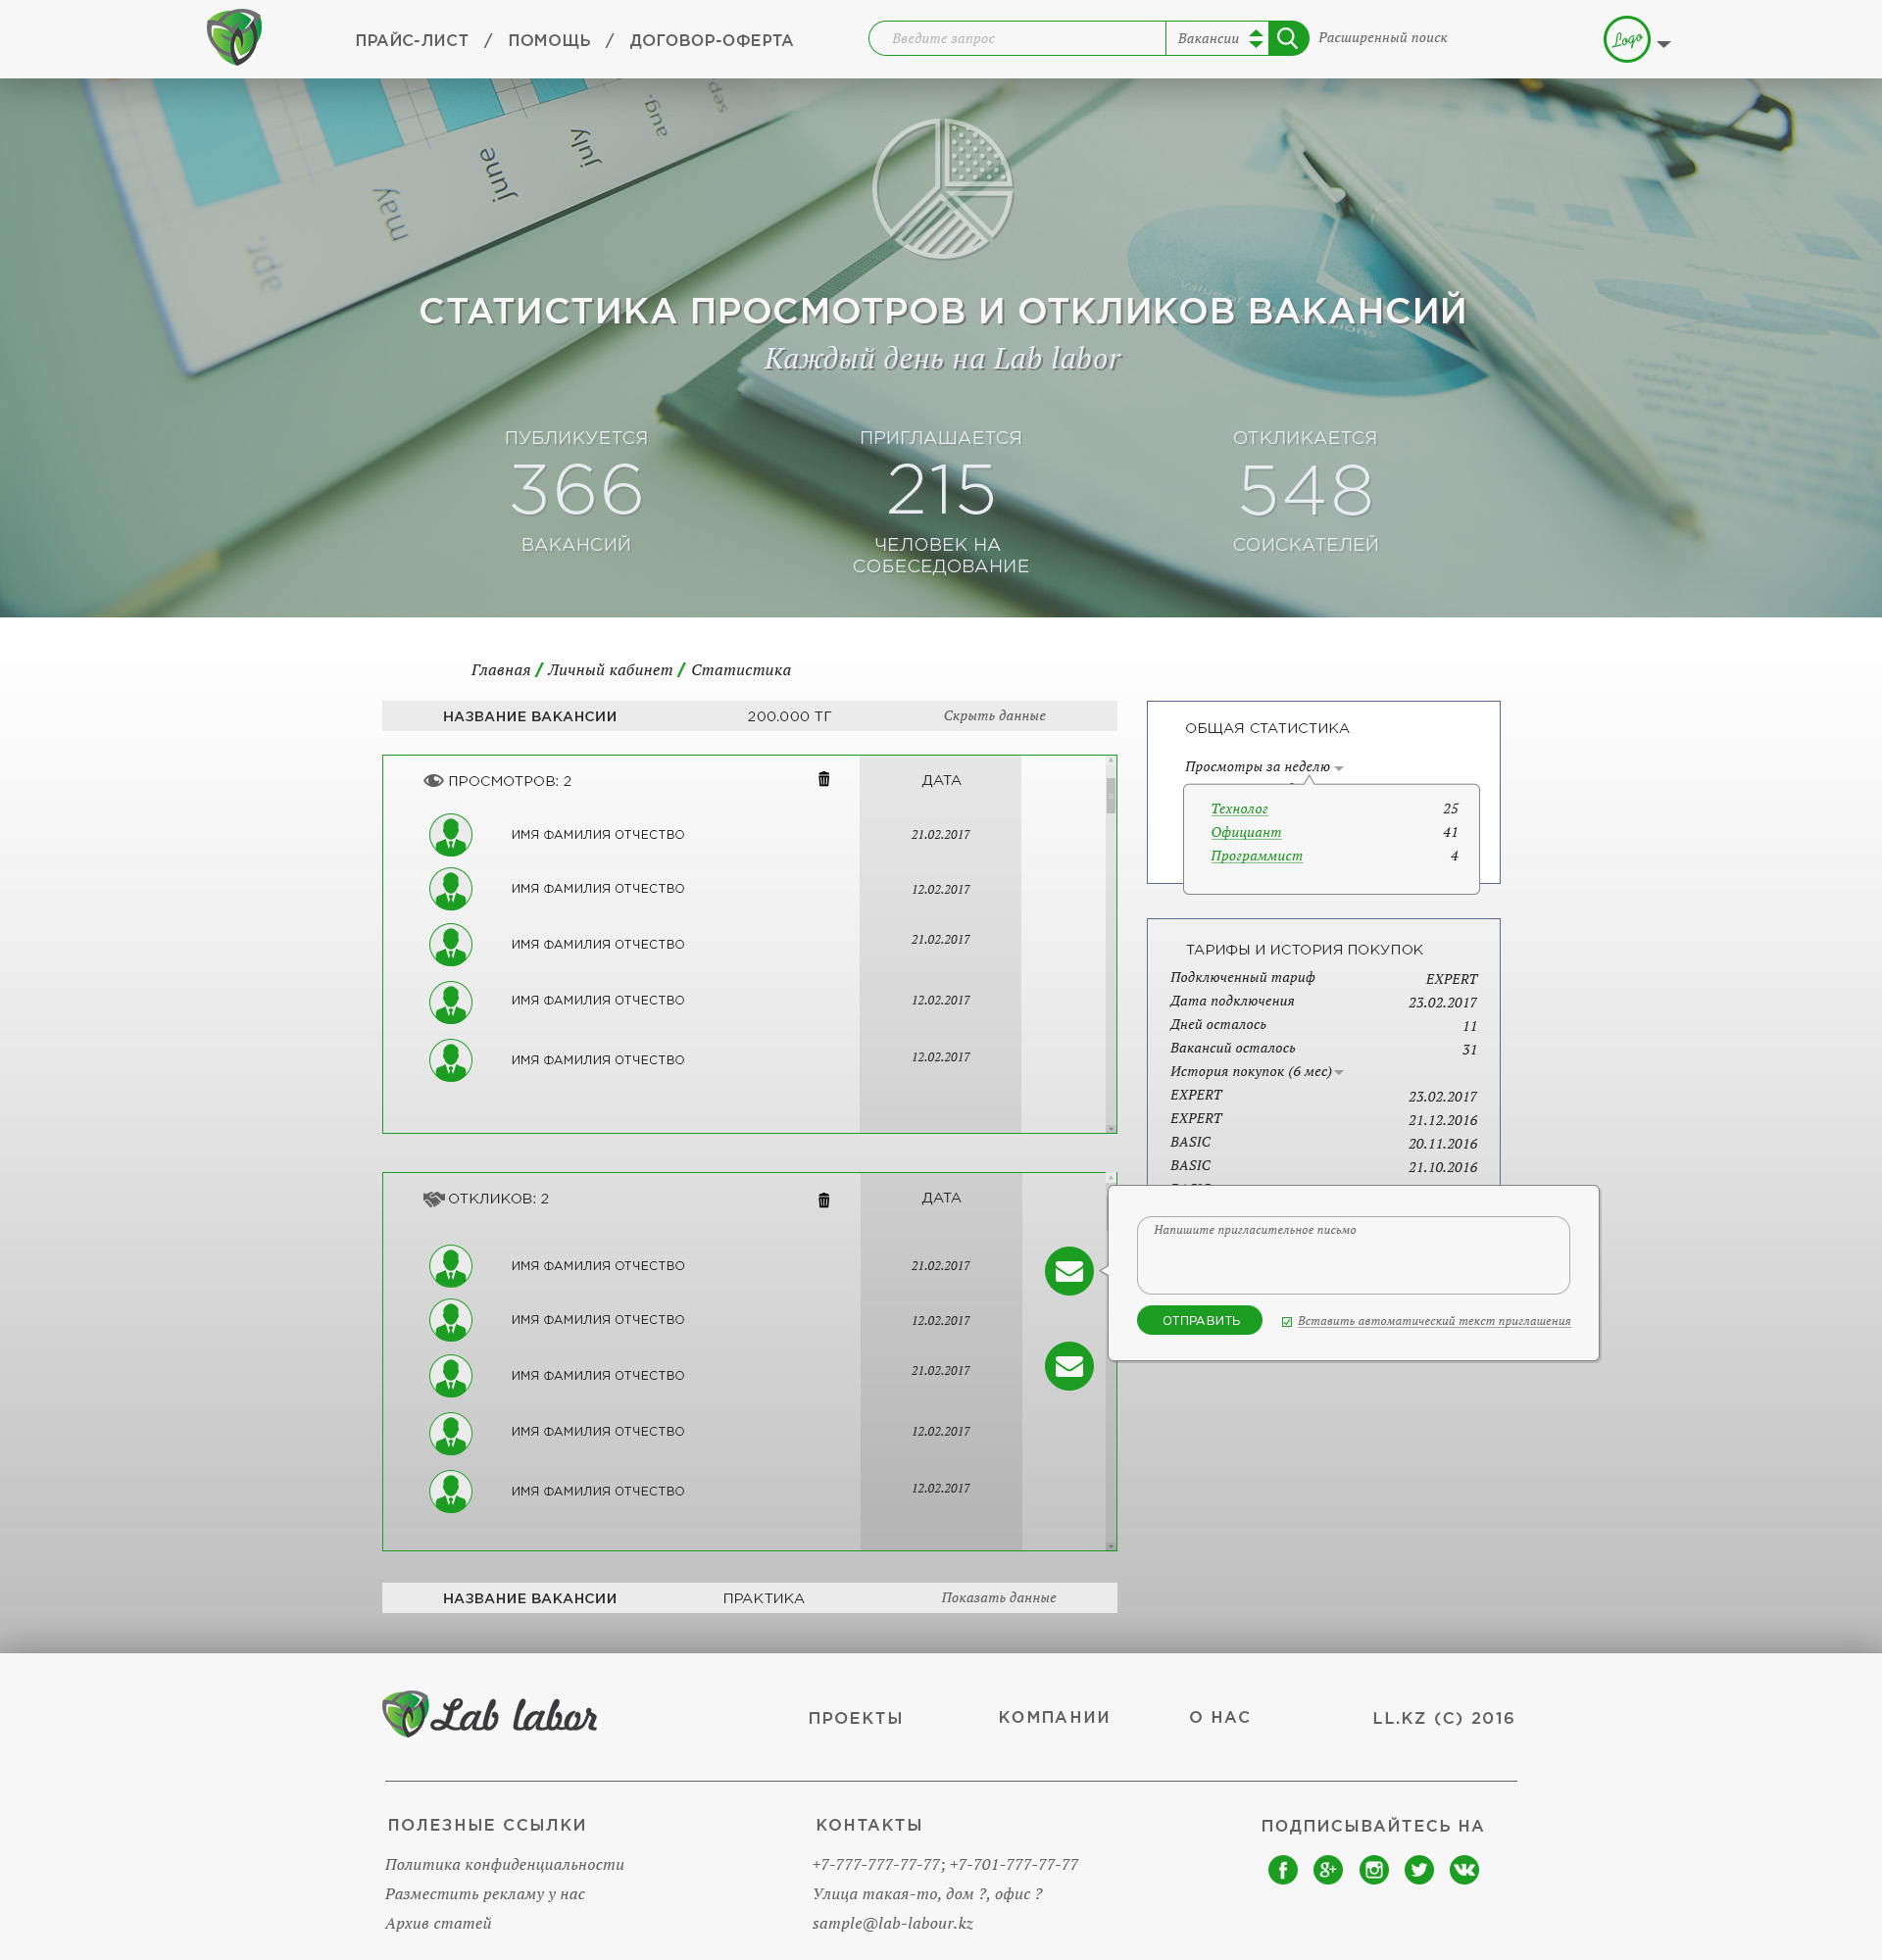 ПРАЙС-ЛИСТ / ПОМОЩЬ / ДОГОВОР-ОФЕРТА
Введите запрос
Вакансии
Расширенный поиск
Logo
apr.
may
june
july
aug.
sep
СТАТИСТИКА ПРОСМОТРОВ И ОТКЛИКОВ ВАКАНСИЙ
Каждый день на Lab labor
ПУБЛИКУЕТСЯ
366
ВАКАНСИЙ
ПРИГЛАШАЕТСЯ
215
ЧЕЛОВЕК НА
СОБЕСЕДОВАНИЕ
ОТКЛИКАЕТСЯ
548
СОИСКАТЕЛЕЙ
Главная / Личный кабинет / Статистика
НАЗВАНИЕ ВАКАНСИИ 200.000 ТГ Скрыть данные
ПРОСМОТРОВ: 2 ДАТА
ИМЯ ФАМИЛИЯ ОТЧЕСТВО 21.02.2017
ИМЯ ФАМИЛИЯ ОТЧЕСТВО 12.02.2017
ИМЯ ФАМИЛИЯ ОТЧЕСТВО 21.02.2017
ИМЯ ФАМИЛИЯ ОТЧЕСТВО 12.02.2017
ИМЯ ФАМИЛИЯ ОТЧЕСТВО 12.02.2017
ОТКЛИКОВ: 2 ДАТА
ИМЯ ФАМИЛИЯ ОТЧЕСТВО 21.02.2017
ИМЯ ФАМИЛИЯ ОТЧЕСТВО 12.02.2017
ИМЯ ФАМИЛИЯ ОТЧЕСТВО 21.02.2017
ИМЯ ФАМИЛИЯ ОТЧЕСТВО 12.02.2017
ИМЯ ФАМИЛИЯ ОТЧЕСТВО 12.02.2017
НАЗВАНИЕ ВАКАНСИИ ПРАКТИКА Показать данные
ОБЩАЯ СТАТИСТИКА
Просмотры за неделю
Технолог 25
Официант 41
Программист 4
ТАРИФЫ И ИСТОРИЯ ПОКУПОК
Подключенный тариф EXPERT
Дата подключения 23.02.2017
Дней осталось 11
Вакансий осталось 31
История покупок (6 мес)
EXPERT 23.02.2017
EXPERT 21.12.2016
BASIC 20.11.2016
BASIC 21.10.2016
Напишите пригласительное письмо
ОТПРАВИТЬ
Вставить автоматический текст приглашения
Lab labor
ПРОЕКТЫ
КОМПАНИИ
О НАС
LL.KZ (C) 2016
ПОЛЕЗНЫЕ ССЫЛКИ
Политика конфиденциальности
Разместить рекламу у нас
Архив статей
КОНТАКТЫ
+7-777-777-77-77; +7-701-777-77-77
Улица такая-то, дом ?, офис ?
sample@lab-labour.kz
ПОДПИСЫВАЙТЕСЬ НА